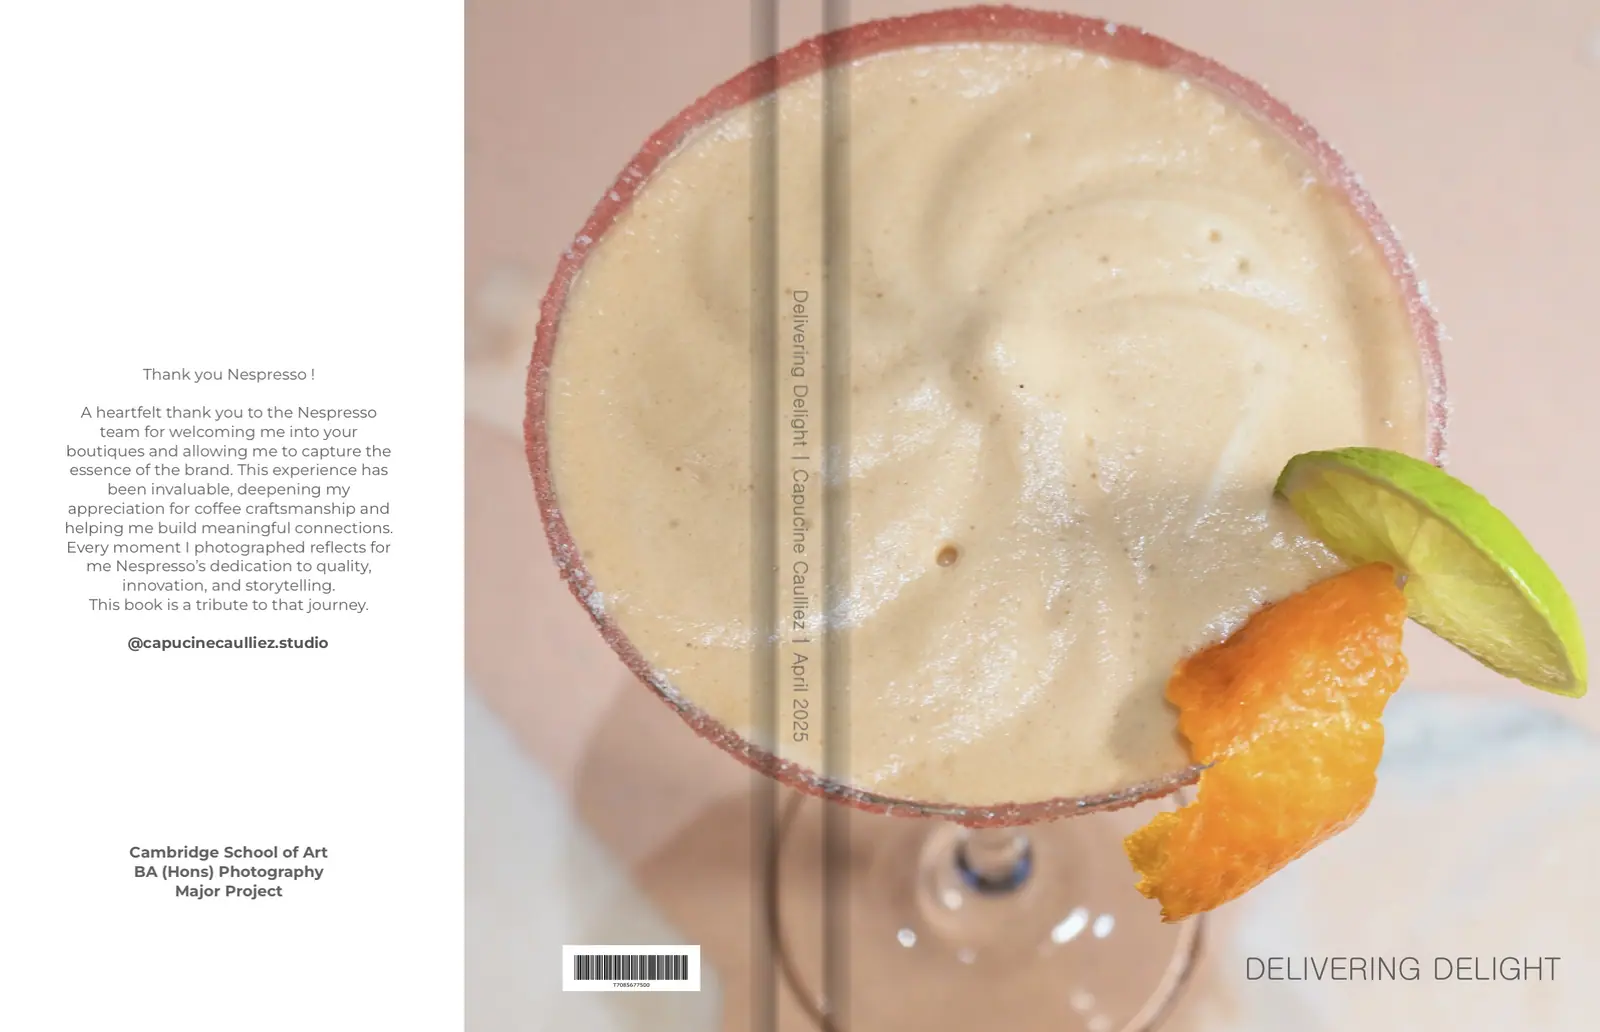 Thank you Nespresso !
A heartfelt thank you to the Nespresso
team for welcoming me into your
boutiques and allowing me to capture the
essence of the brand. This experience has
been invaluable, deepening my
appreciation for coffee craftsmanship and
helping me build meaningful connections.
Every moment I photographed reflects for
me Nespresso’s dedication to quality,
innovation, and storytelling.
This book is a tribute to that journey.
@capucinecaulliez.studio
Cambridge School of Art
BA (Hons) Photography
Major Project
T7085677500
Delivering Delight | Capucine Caulliez | April 2025
DELIVERING DELIGHT